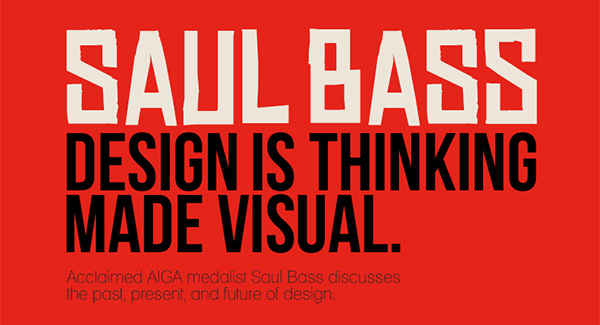 SAUL BASS
DESIGN IS THINKING
MADE VISUAL.
Acclaimed AIGA medalist Saul Bass discusses
the past, present, and future of design.